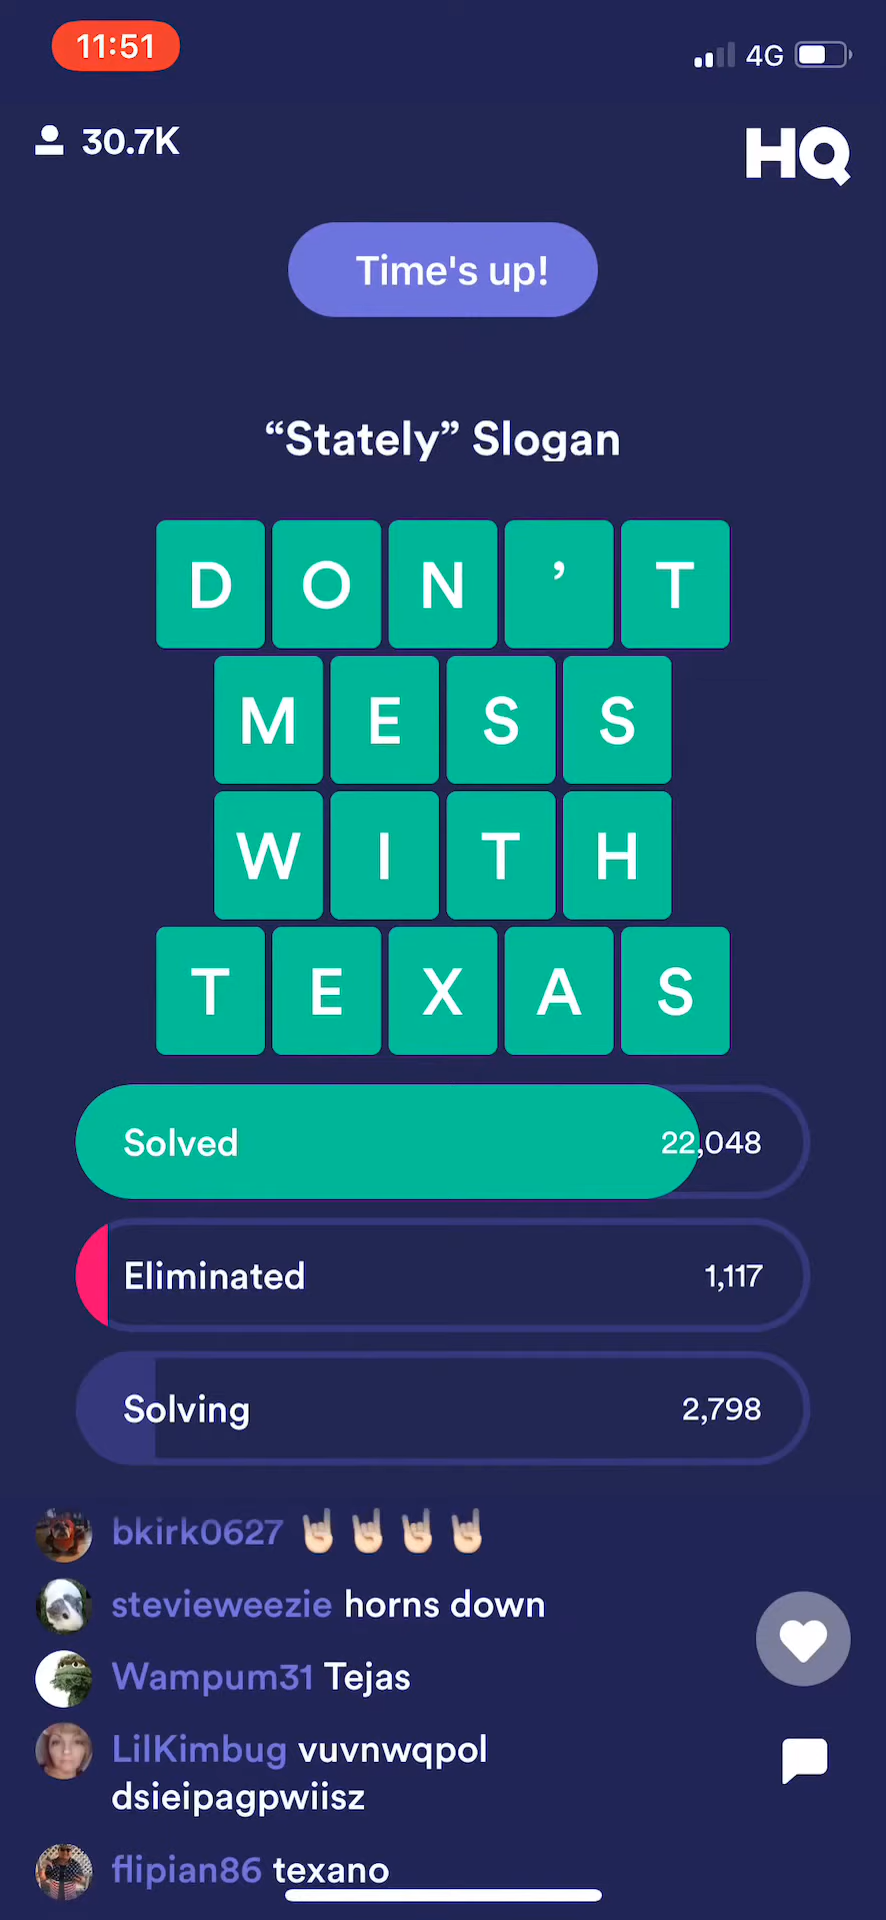 11:51
4G
30.7K
HQ
Time's up!
“Stately” Slogan
DON’T
MESS
WITH
TEXAS
Solved 22,048
Eliminated 1,117
Solving 2,798
bkirk0627 🤘🏼🤘🏼🤘🏼🤘🏼
stevieweezie horns down
Wampum31 Tejas
LilKimbug vuvnwqpol
dsieipagpwiisz
flipian86 texano